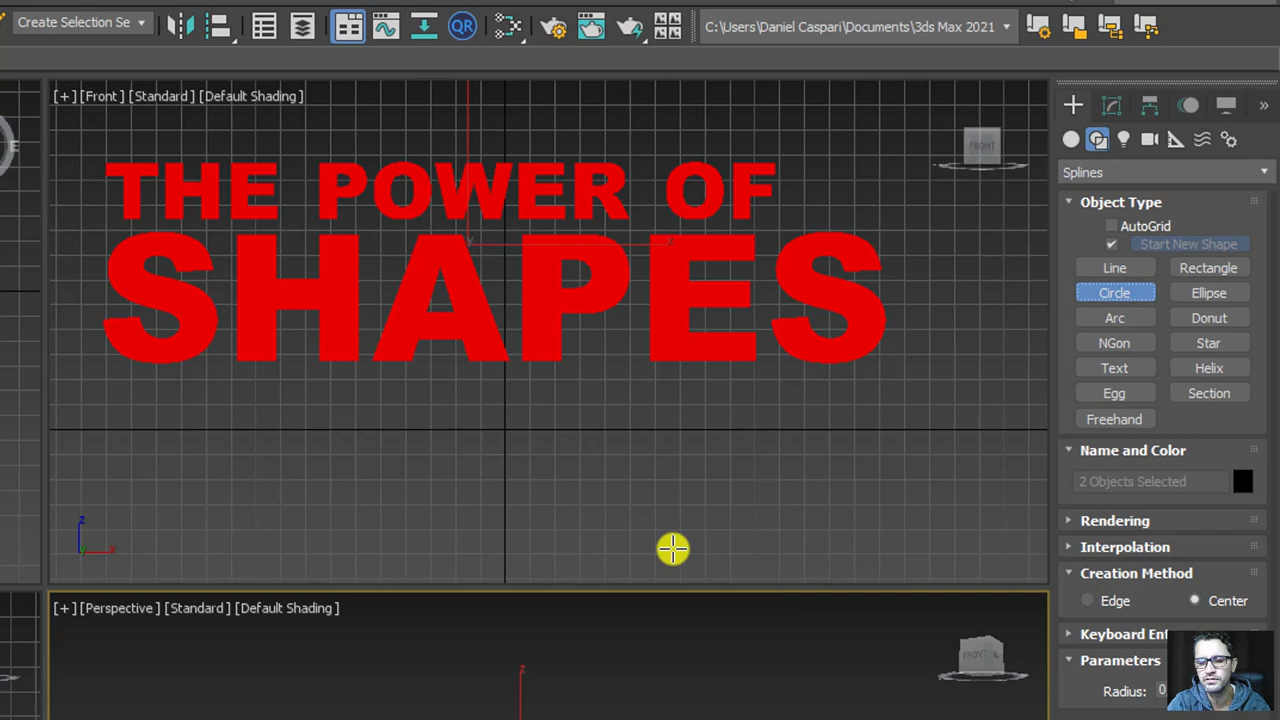 Create Selection Se
QR
C:\Users\Daniel Caspari\Documents\3ds Max 2021
[+] [Front] [Standard] [Default Shading]
FRONT
E
THE POWER OF
SHAPES
y
x
z
x
y
[+] [Perspective] [Standard] [Default Shading]
FRONT
z
Splines
Object Type
AutoGrid
Start New Shape
Line
Rectangle
Circle
Ellipse
Arc
Donut
NGon
Star
Text
Helix
Egg
Section
Freehand
Name and Color
2 Objects Selected
Rendering
Interpolation
Creation Method
Edge
Center
Keyboard Ent
Parameters
Radius: 0